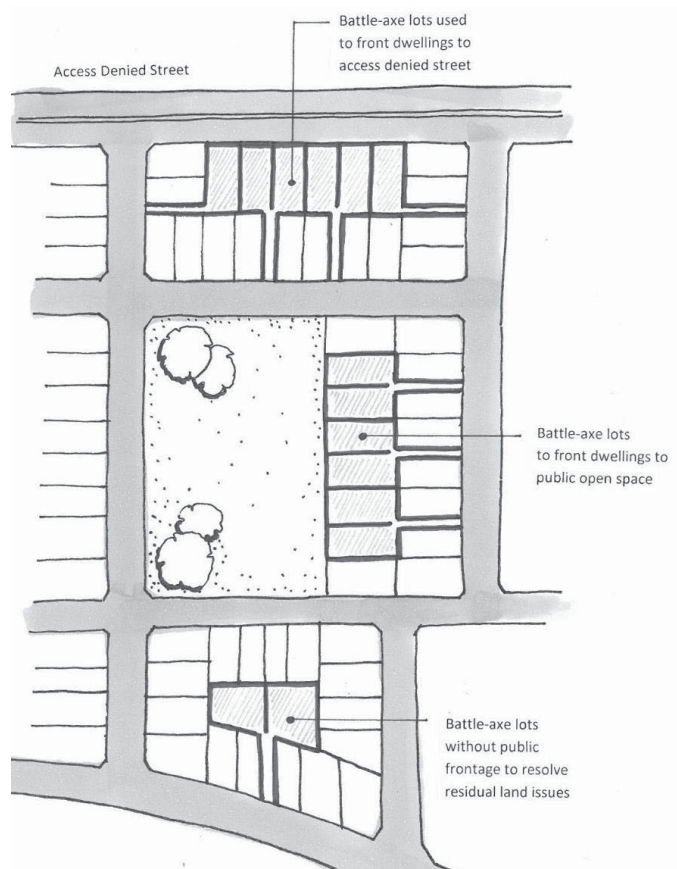 Battle-axe lots used
to front dwellings to
access denied street
Access Denied Street
Battle-axe lots
to front dwellings to
public open space
Battle-axe lots
without public
frontage to resolve
residual land issues